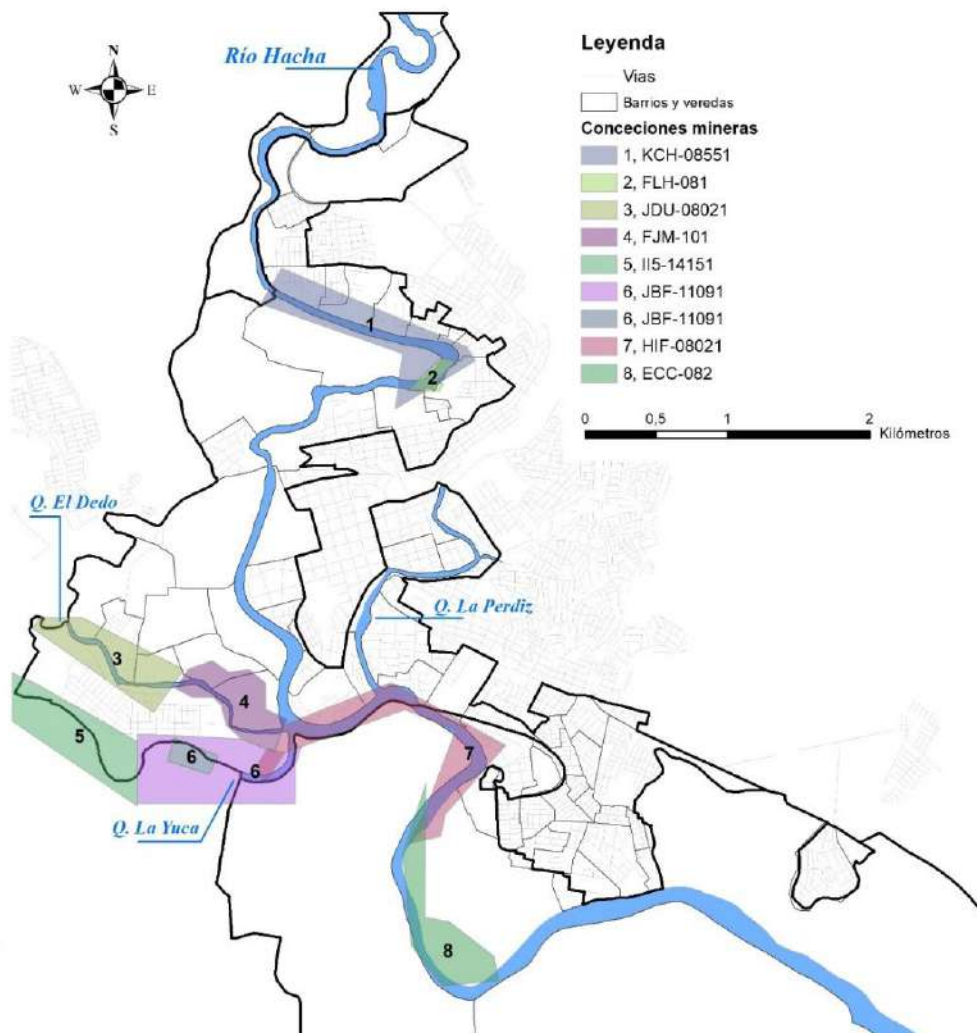 Río Hacha
N
W
E
S
Leyenda
Vias
Barrios y veredas
Conceciones mineras
1, KCH-08551
2, FLH-081
3, JDU-08021
4, FJM-101
5, II5-14151
6, JBF-11091
6, JBF-11091
7, HIF-08021
8, ECC-082
0 0,5 1 2
Kilómetros
1
2
Q. El Dedo
Q. La Perdiz
3
4
5
6
6
7
Q. La Yuca
8